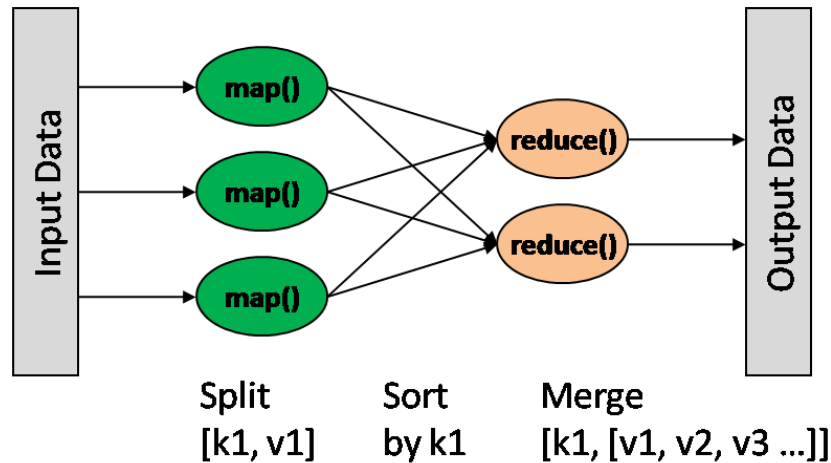 Input Data
map()
map()
map()
reduce()
reduce()
Output Data
Split
[k1, v1]
Sort
by k1
Merge
[k1, [v1, v2, v3 ...]]